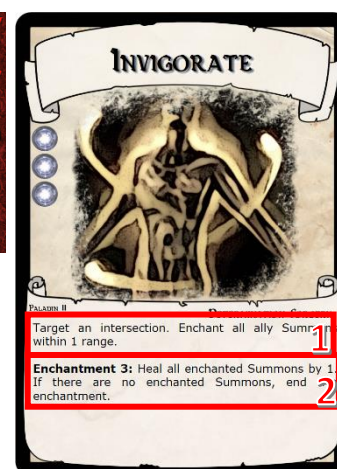 INVIGORATE
PALADIN II
Target an intersection. Enchant all ally
within 1 range.
1
Enchantment 3: Heal all enchanted Summons by 1.
If there are no enchanted Summons, end
enchantment.
2